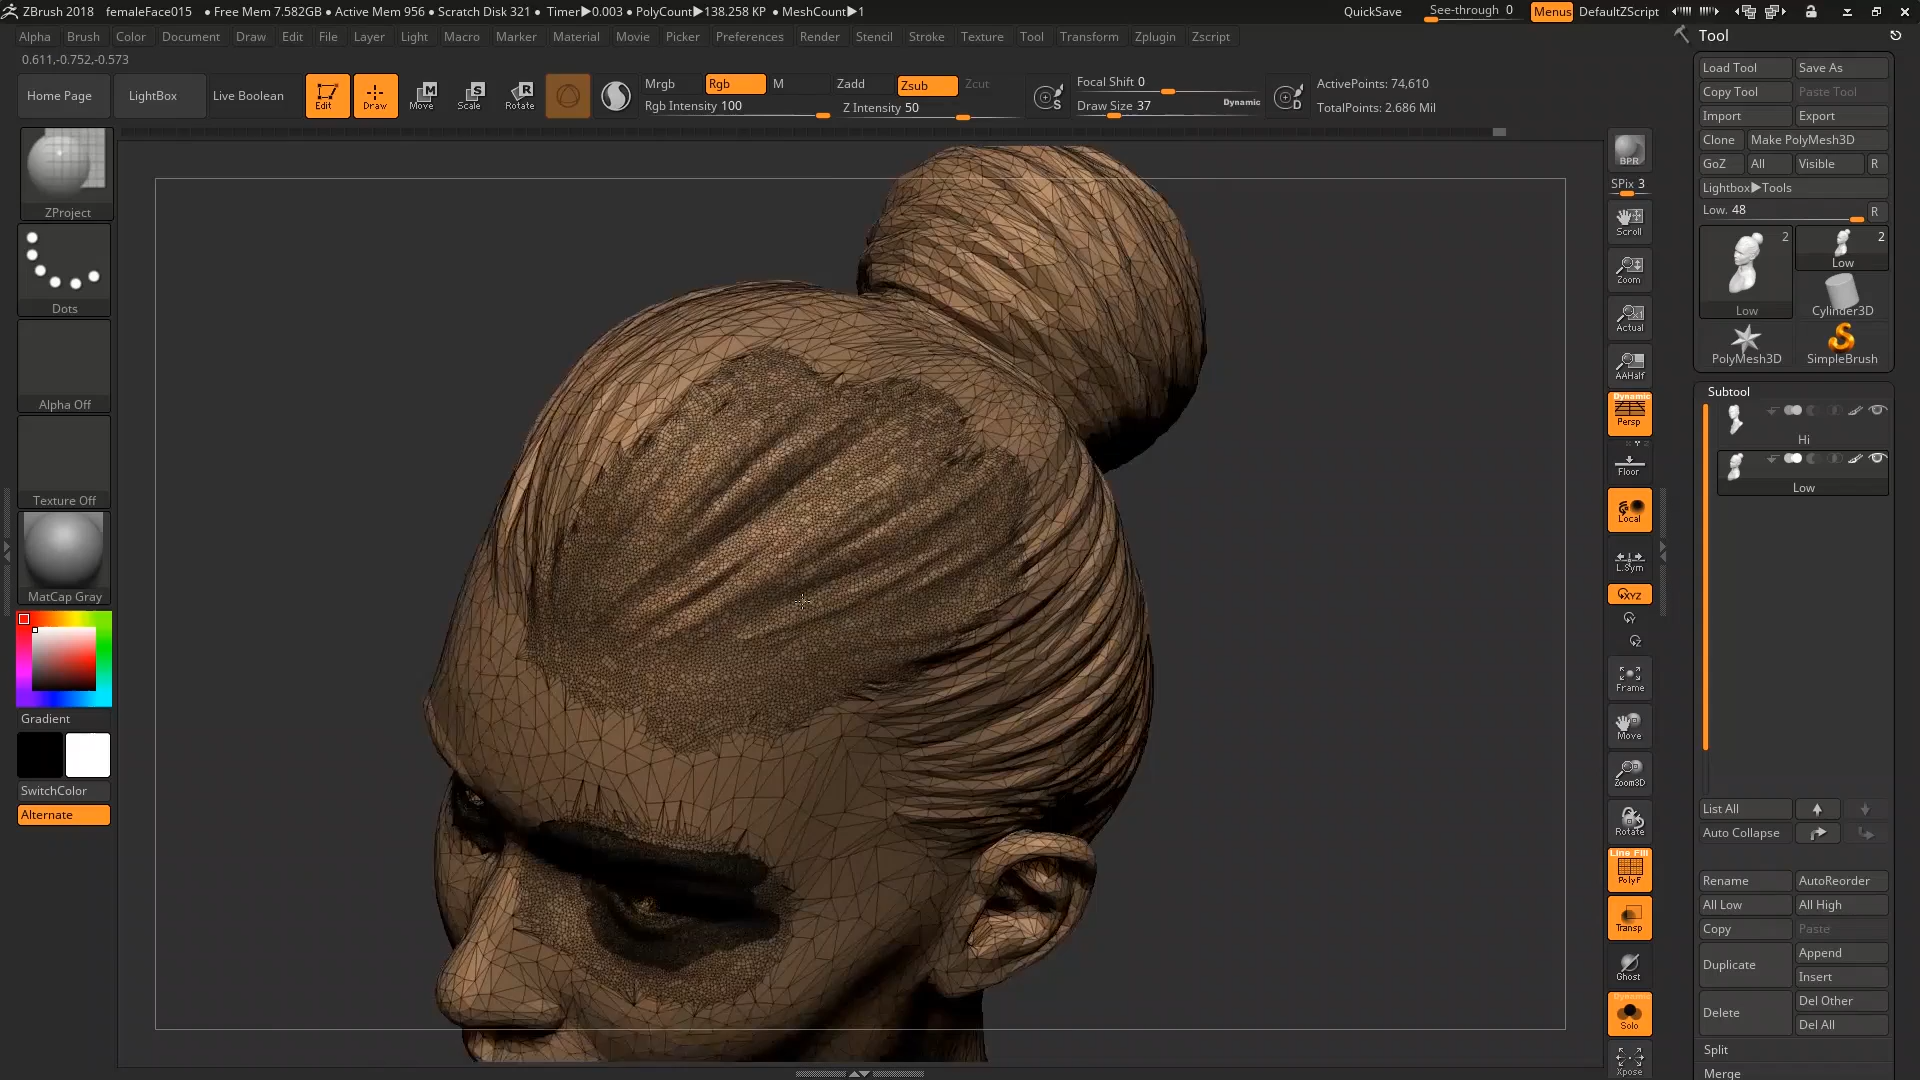 ZBrush 2018 femaleFace015 • Free Mem 7.582GB • Active Mem 956 • Scratch Disk 321 • Timer▶0.003 • PolyCount▶138.258 KP • MeshCount▶1 QuickSave See-through 0 Menus DefaultZScript
Alpha Brush Color Document Draw Edit File Layer Light Macro Marker Material Movie Picker Preferences Render Stencil Stroke Texture Tool Transform Zplugin Zscript
0.611,-0.752,-0.573
Home Page LightBox Live Boolean Edit Draw Move Scale Rotate
M S R
Mrgb Rgb M Zadd Zsub Zcut
Rgb Intensity 100 Z Intensity 50
Focal Shift 0
Draw Size 37 Dynamic
S D
ActivePoints: 74,610
TotalPoints: 2.686 Mil
ZProject
Dots
Alpha Off
Texture Off
MatCap Gray
Gradient
SwitchColor
Alternate
BPR
SPix 3
Scroll
Zoom
Actual
AAHalf
Dynamic
Persp
Floor
Local
L.Sym
XYZ
Y
Z
Frame
Move
Zoom3D
Rotate
Line Fill
PolyF
Transp
Ghost
Dynamic
Solo
Xpose
Tool
Load Tool Save As
Copy Tool Paste Tool
Import Export
Clone Make PolyMesh3D
GoZ All Visible R
Lightbox▶Tools
Low. 48 R
2 2
Low
Low Cylinder3D
PolyMesh3D SimpleBrush
Subtool
Hi
Low
List All
Auto Collapse
Rename AutoReorder
All Low All High
Copy Paste
Duplicate Append
Insert
Delete Del Other
Del All
Split
Merge